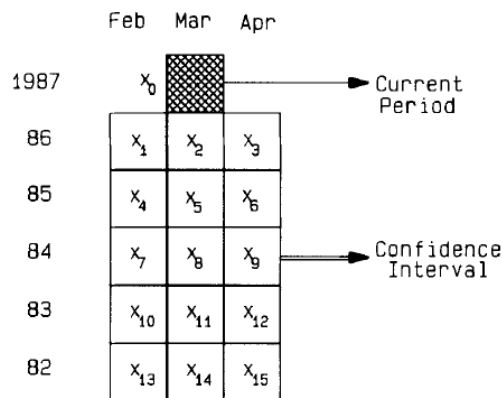 Feb Mar Apr
1987 X0 Current
Period
86 X1 X2 X3
85 X4 X5 X6
84 X7 X8 X9 Confidence
Interval
83 X10 X11 X12
82 X13 X14 X15